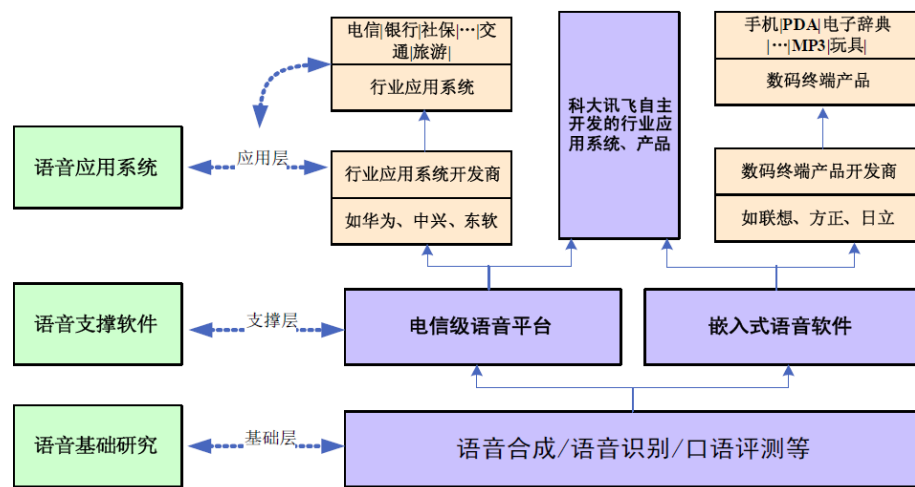 电信|银行|社保|…|交
通|旅游|
行业应用系统
手机|PDA|电子辞典
|…|MP3|玩具|
数码终端产品
科大讯飞自主
开发的行业应
用系统、产品
语音应用系统
应用层
行业应用系统开发商
如华为、中兴、东软
数码终端产品开发商
如联想、方正、日立
语音支撑软件
支撑层
电信级语音平台
嵌入式语音软件
语音基础研究
基础层
语音合成/语音识别/口语评测等